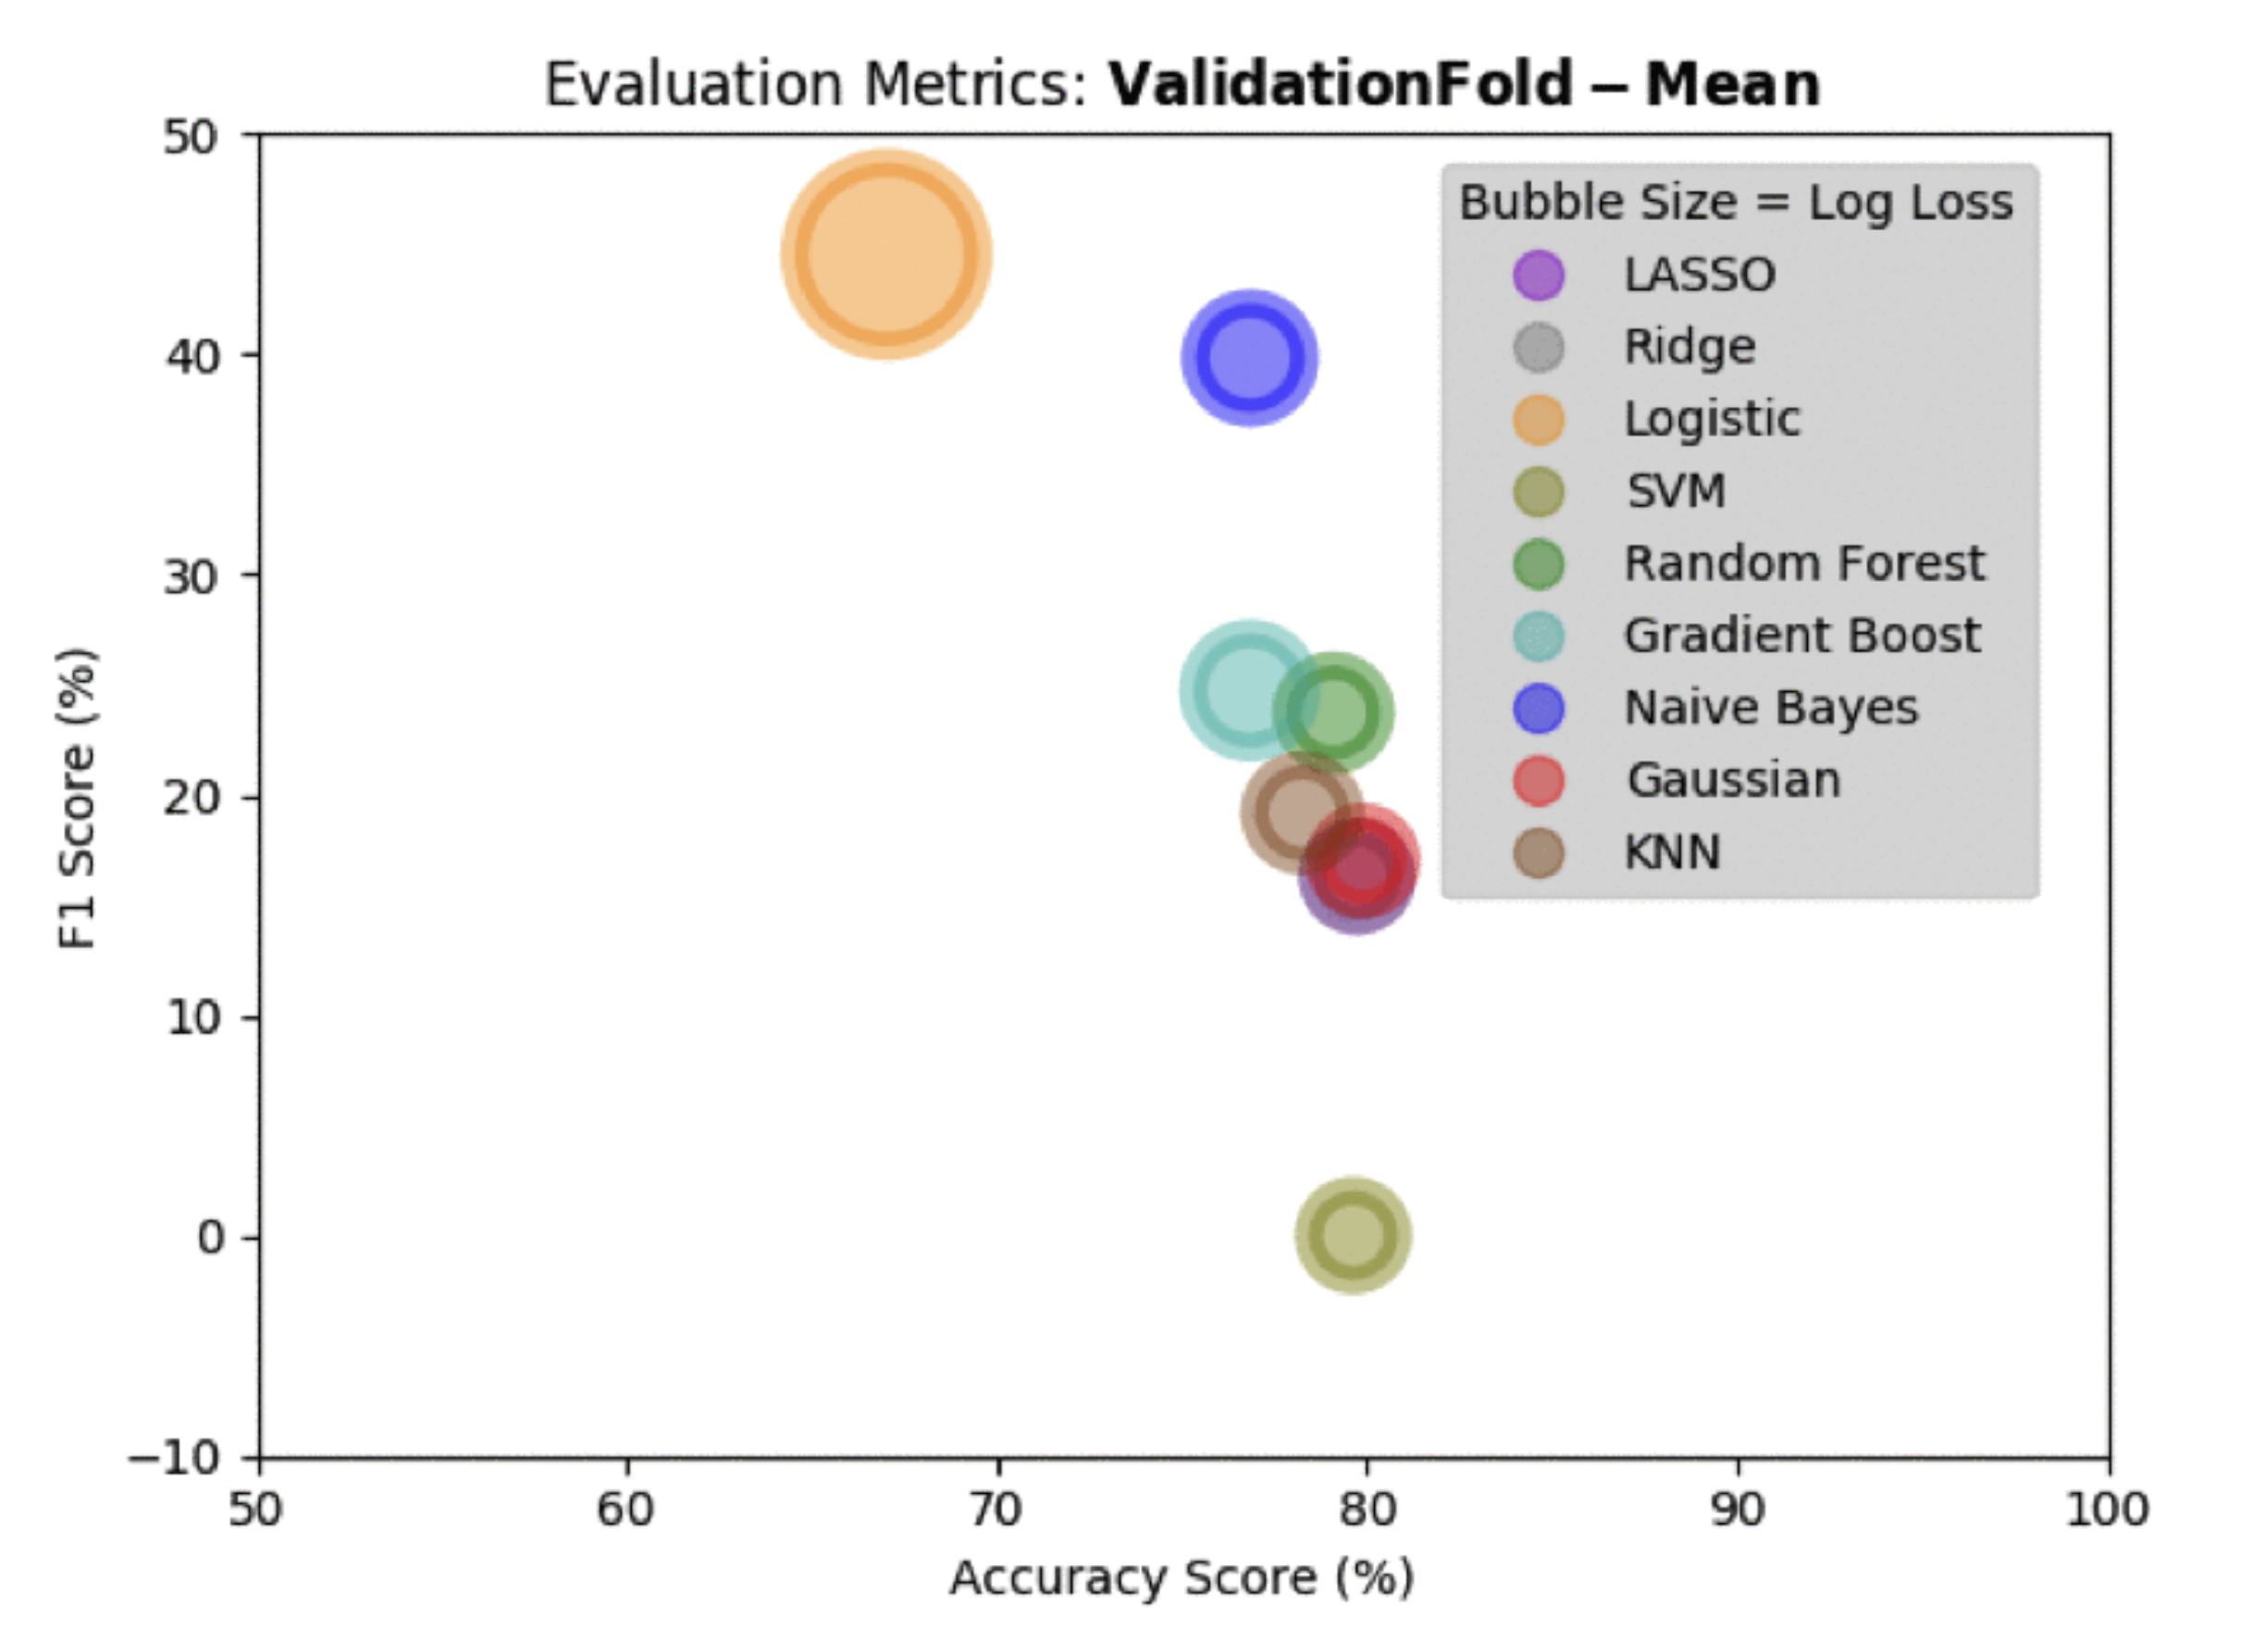 Evaluation Metrics: ValidationFold – Mean
50
40
30
20
10
0
−10
F1 Score (%)
Bubble Size = Log Loss
LASSO
Ridge
Logistic
SVM
Random Forest
Gradient Boost
Naive Bayes
Gaussian
KNN
50 60 70 80 90 100
Accuracy Score (%)